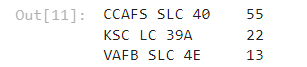 Out[11]: CCAFS SLC 40 55
KSC LC 39A 22
VAFB SLC 4E 13